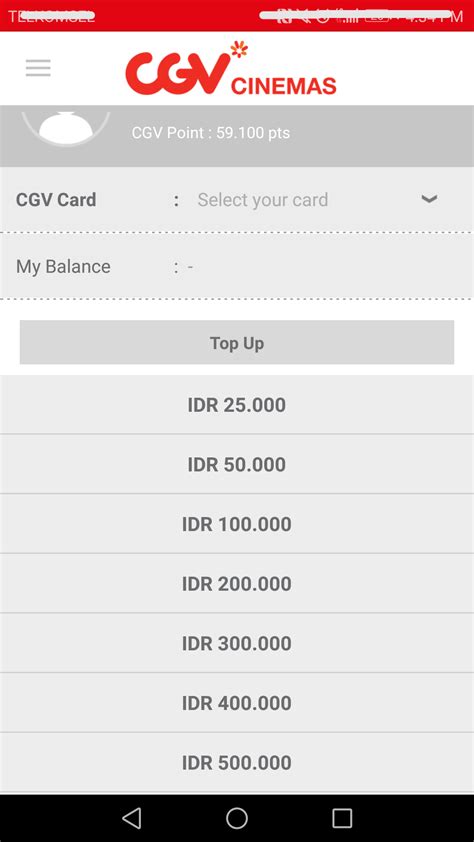 TELKOMSEL
CGV CINEMAS
CGV Point : 59.100 pts
CGV Card : Select your card
My Balance : -
Top Up
IDR 25.000
IDR 50.000
IDR 100.000
IDR 200.000
IDR 300.000
IDR 400.000
IDR 500.000